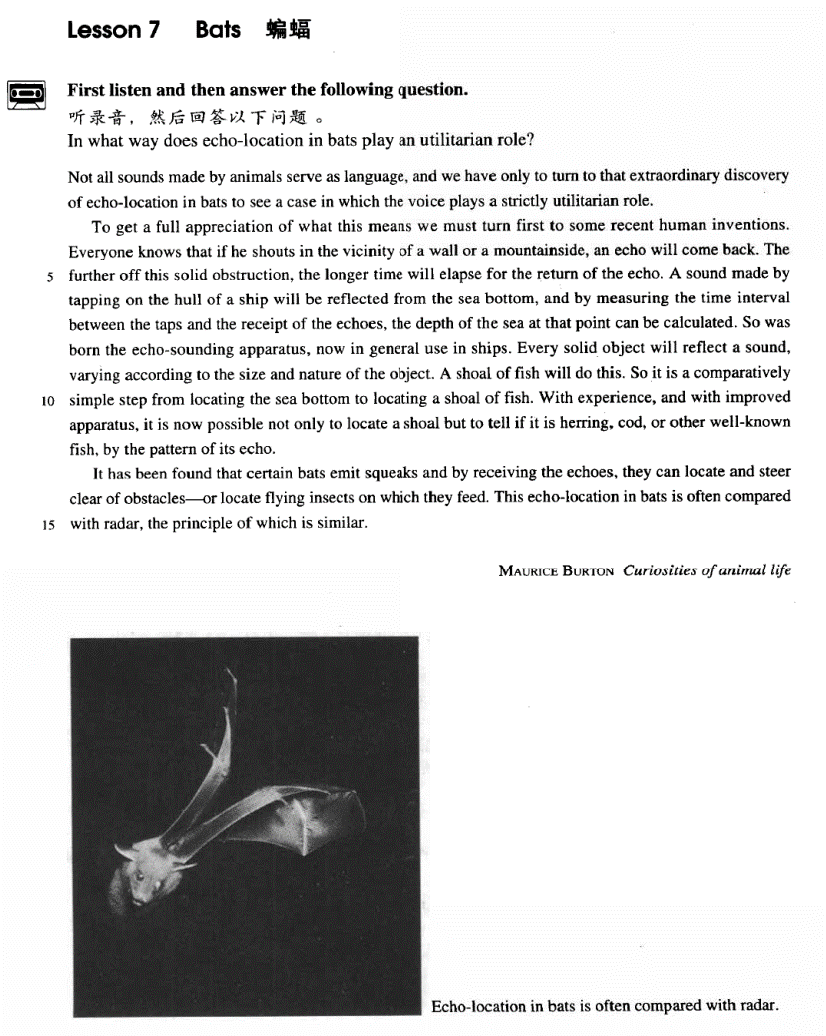 Lesson 7 Bats 蝙蝠
First listen and then answer the following question.
听录音，然后回答以下问题。
In what way does echo-location in bats play an utilitarian role?
Not all sounds made by animals serve as language, and we have only to turn to that extraordinary discovery
of echo-location in bats to see a case in which the voice plays a strictly utilitarian role.
To get a full appreciation of what this means we must turn first to some recent human inventions.
Everyone knows that if he shouts in the vicinity of a wall or a mountainside, an echo will come back. The
5 further off this solid obstruction, the longer time will elapse for the return of the echo. A sound made by
tapping on the hull of a ship will be reflected from the sea bottom, and by measuring the time interval
between the taps and the receipt of the echoes, the depth of the sea at that point can be calculated. So was
born the echo-sounding apparatus, now in general use in ships. Every solid object will reflect a sound,
varying according to the size and nature of the object. A shoal of fish will do this. So it is a comparatively
10 simple step from locating the sea bottom to locating a shoal of fish. With experience, and with improved
apparatus, it is now possible not only to locate a shoal but to tell if it is herring, cod, or other well-known
fish, by the pattern of its echo.
It has been found that certain bats emit squeaks and by receiving the echoes, they can locate and steer
clear of obstacles—or locate flying insects on which they feed. This echo-location in bats is often compared
15 with radar, the principle of which is similar.
MAURICE BURTON Curiosities of animal life
Echo-location in bats is often compared with radar.